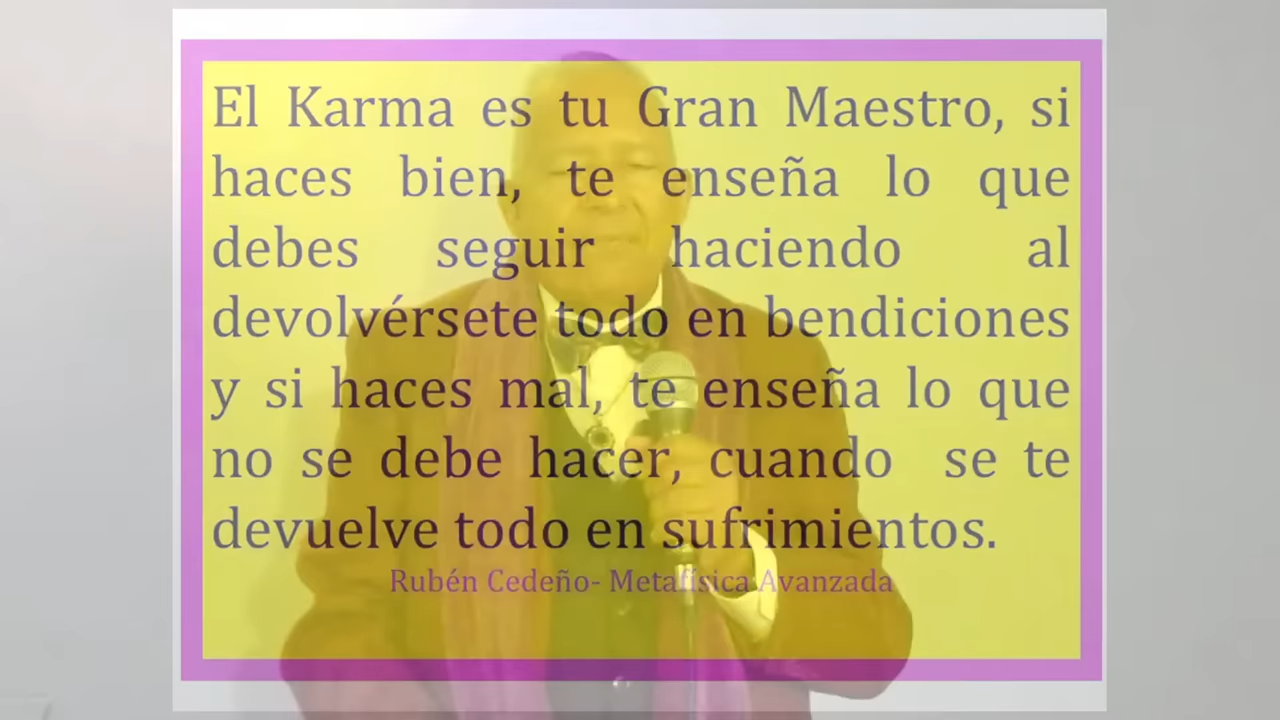 El Karma es tu Gran Maestro, si
haces bien, te enseña lo que
debes seguir haciendo al
devolvérsete todo en bendiciones
y si haces mal, te enseña lo que
no se debe hacer, cuando se te
devuelve todo en sufrimientos.
Rubén Cedeño- Metafísica Avanzada